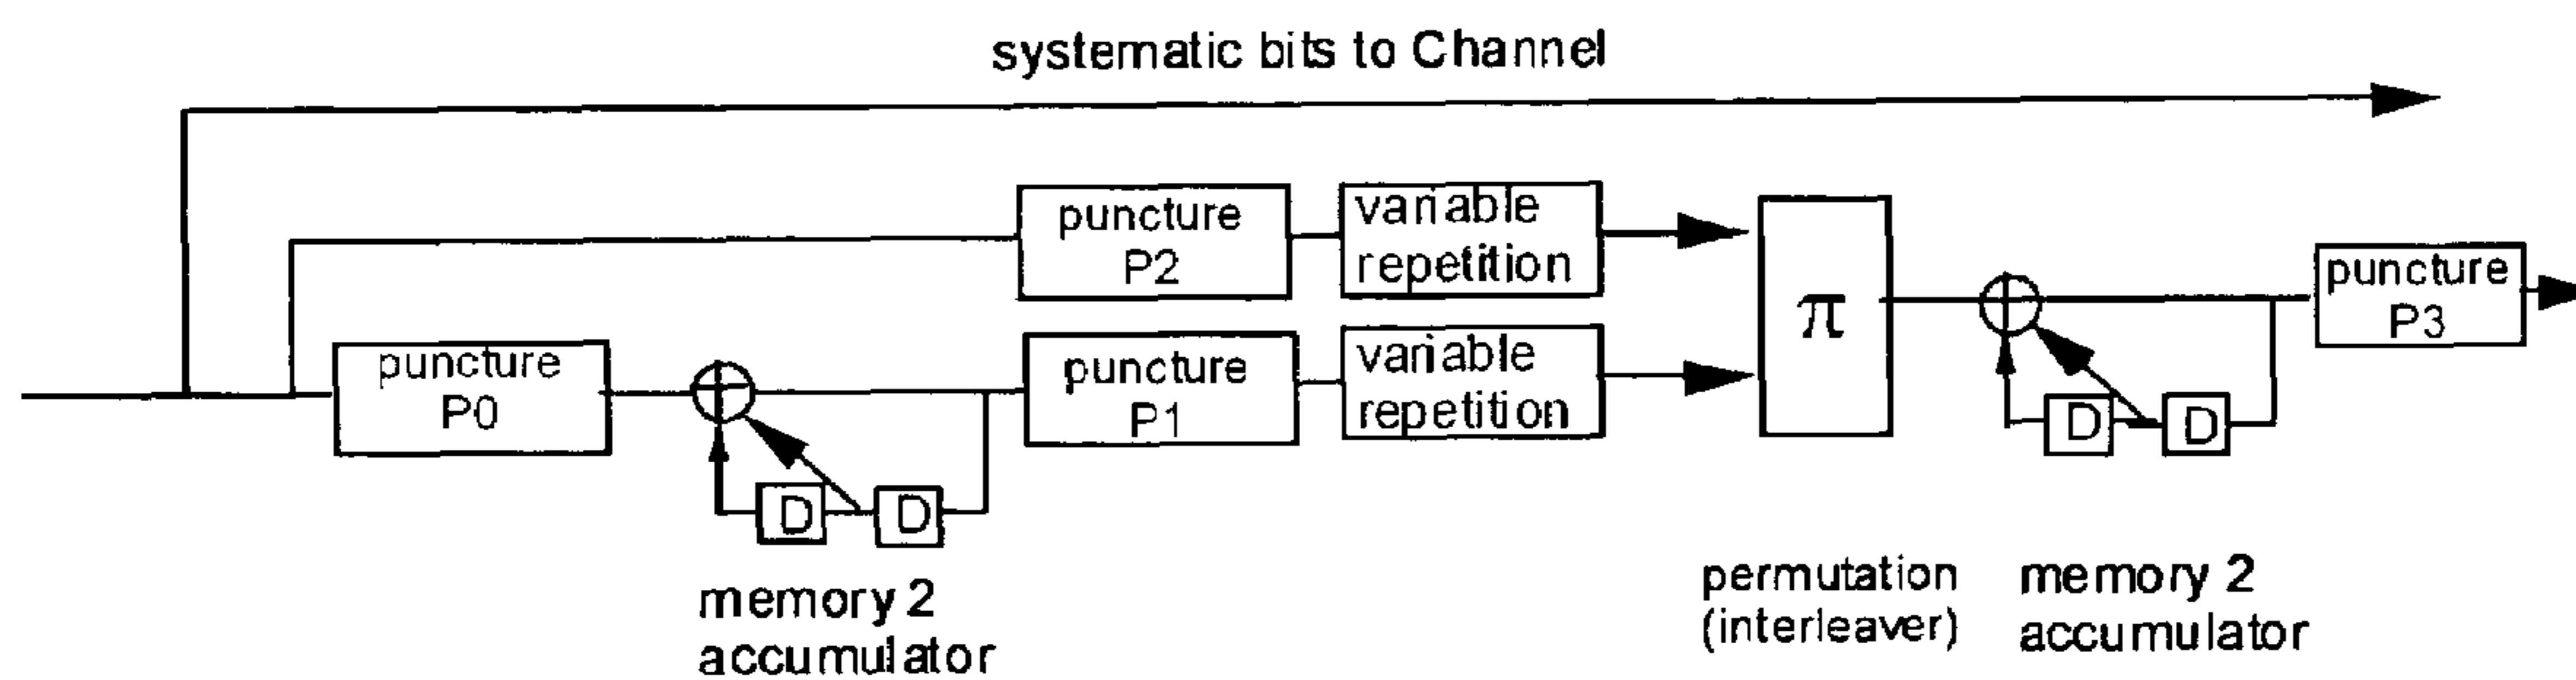 systematic bits to Channel
puncture
P2
variable
repetition
puncture
P0
puncture
P1
variable
repetition
π
puncture
P3
D
D
D
D
memory 2
accumulator
permutation
(interleaver)
memory 2
accumulator